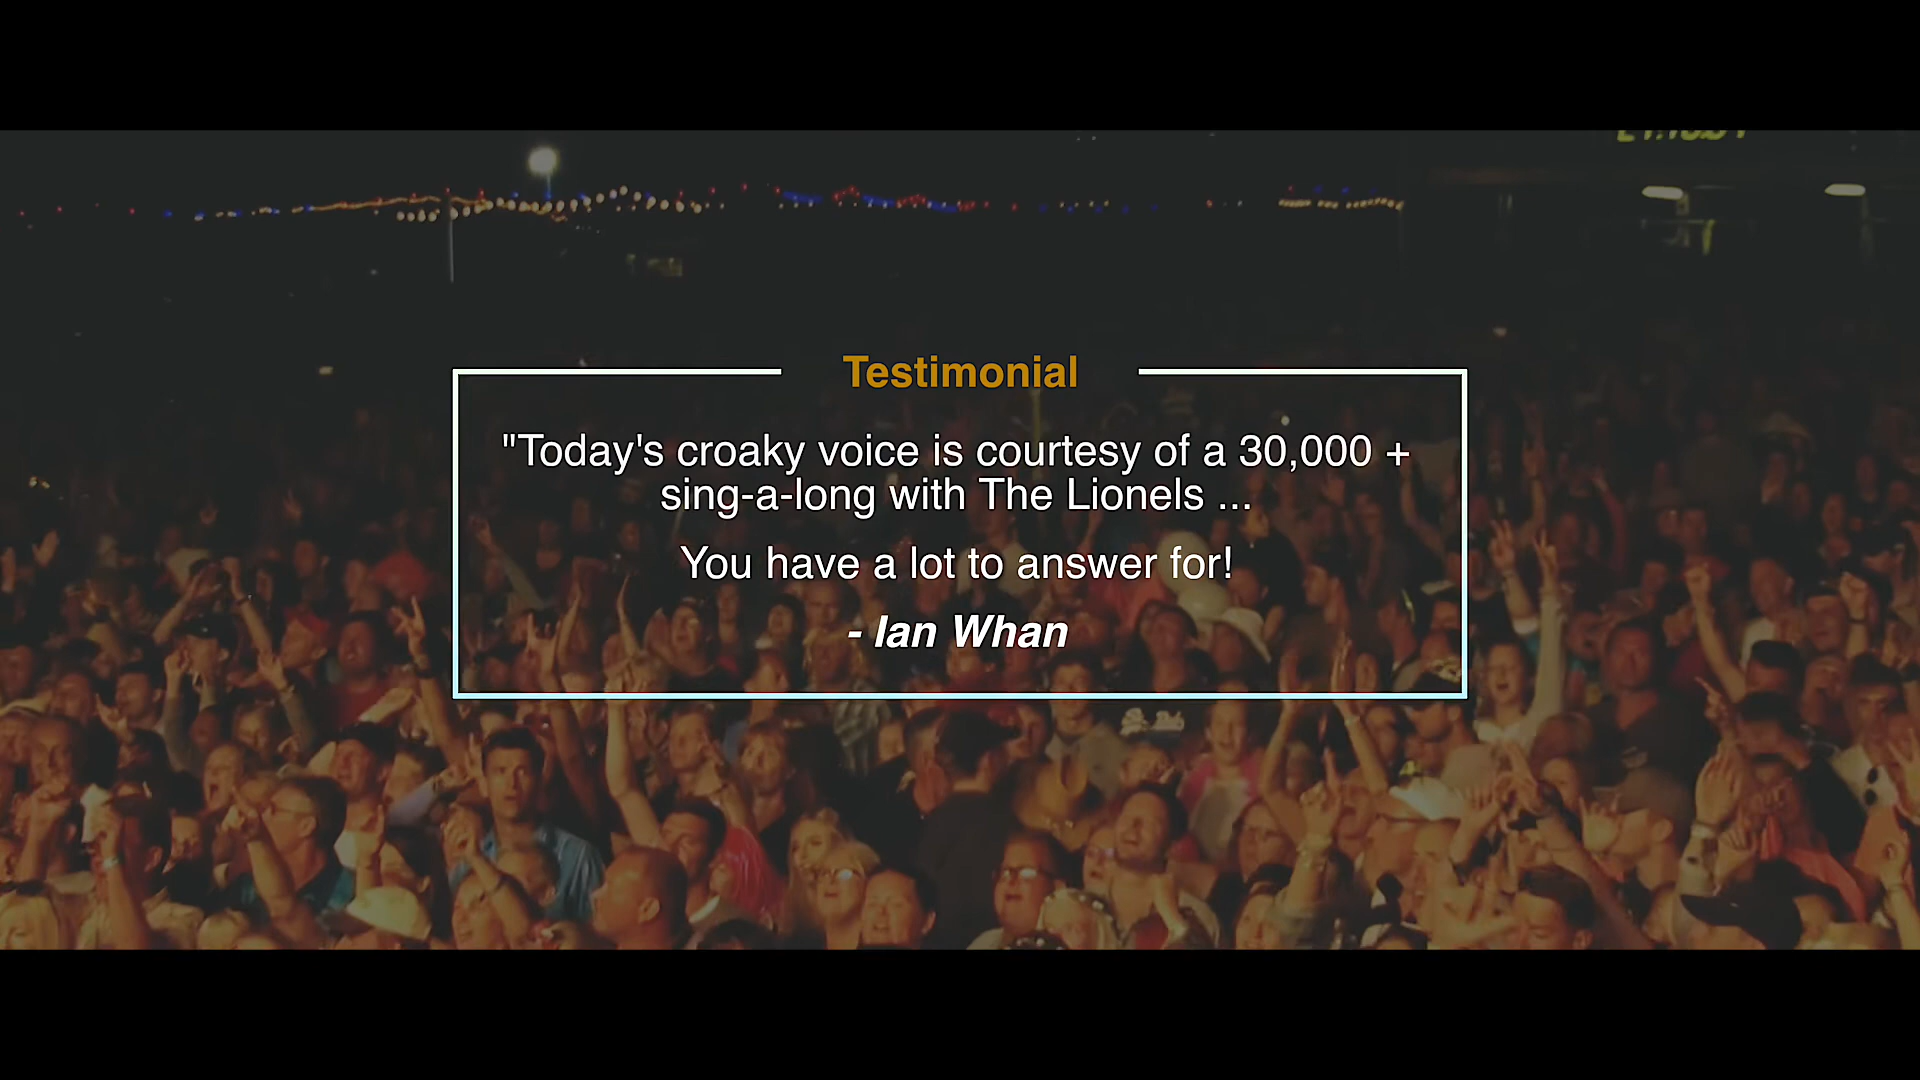 Testimonial
"Today's croaky voice is courtesy of a 30,000 +
sing-a-long with The Lionels ...
You have a lot to answer for!
- Ian Whan